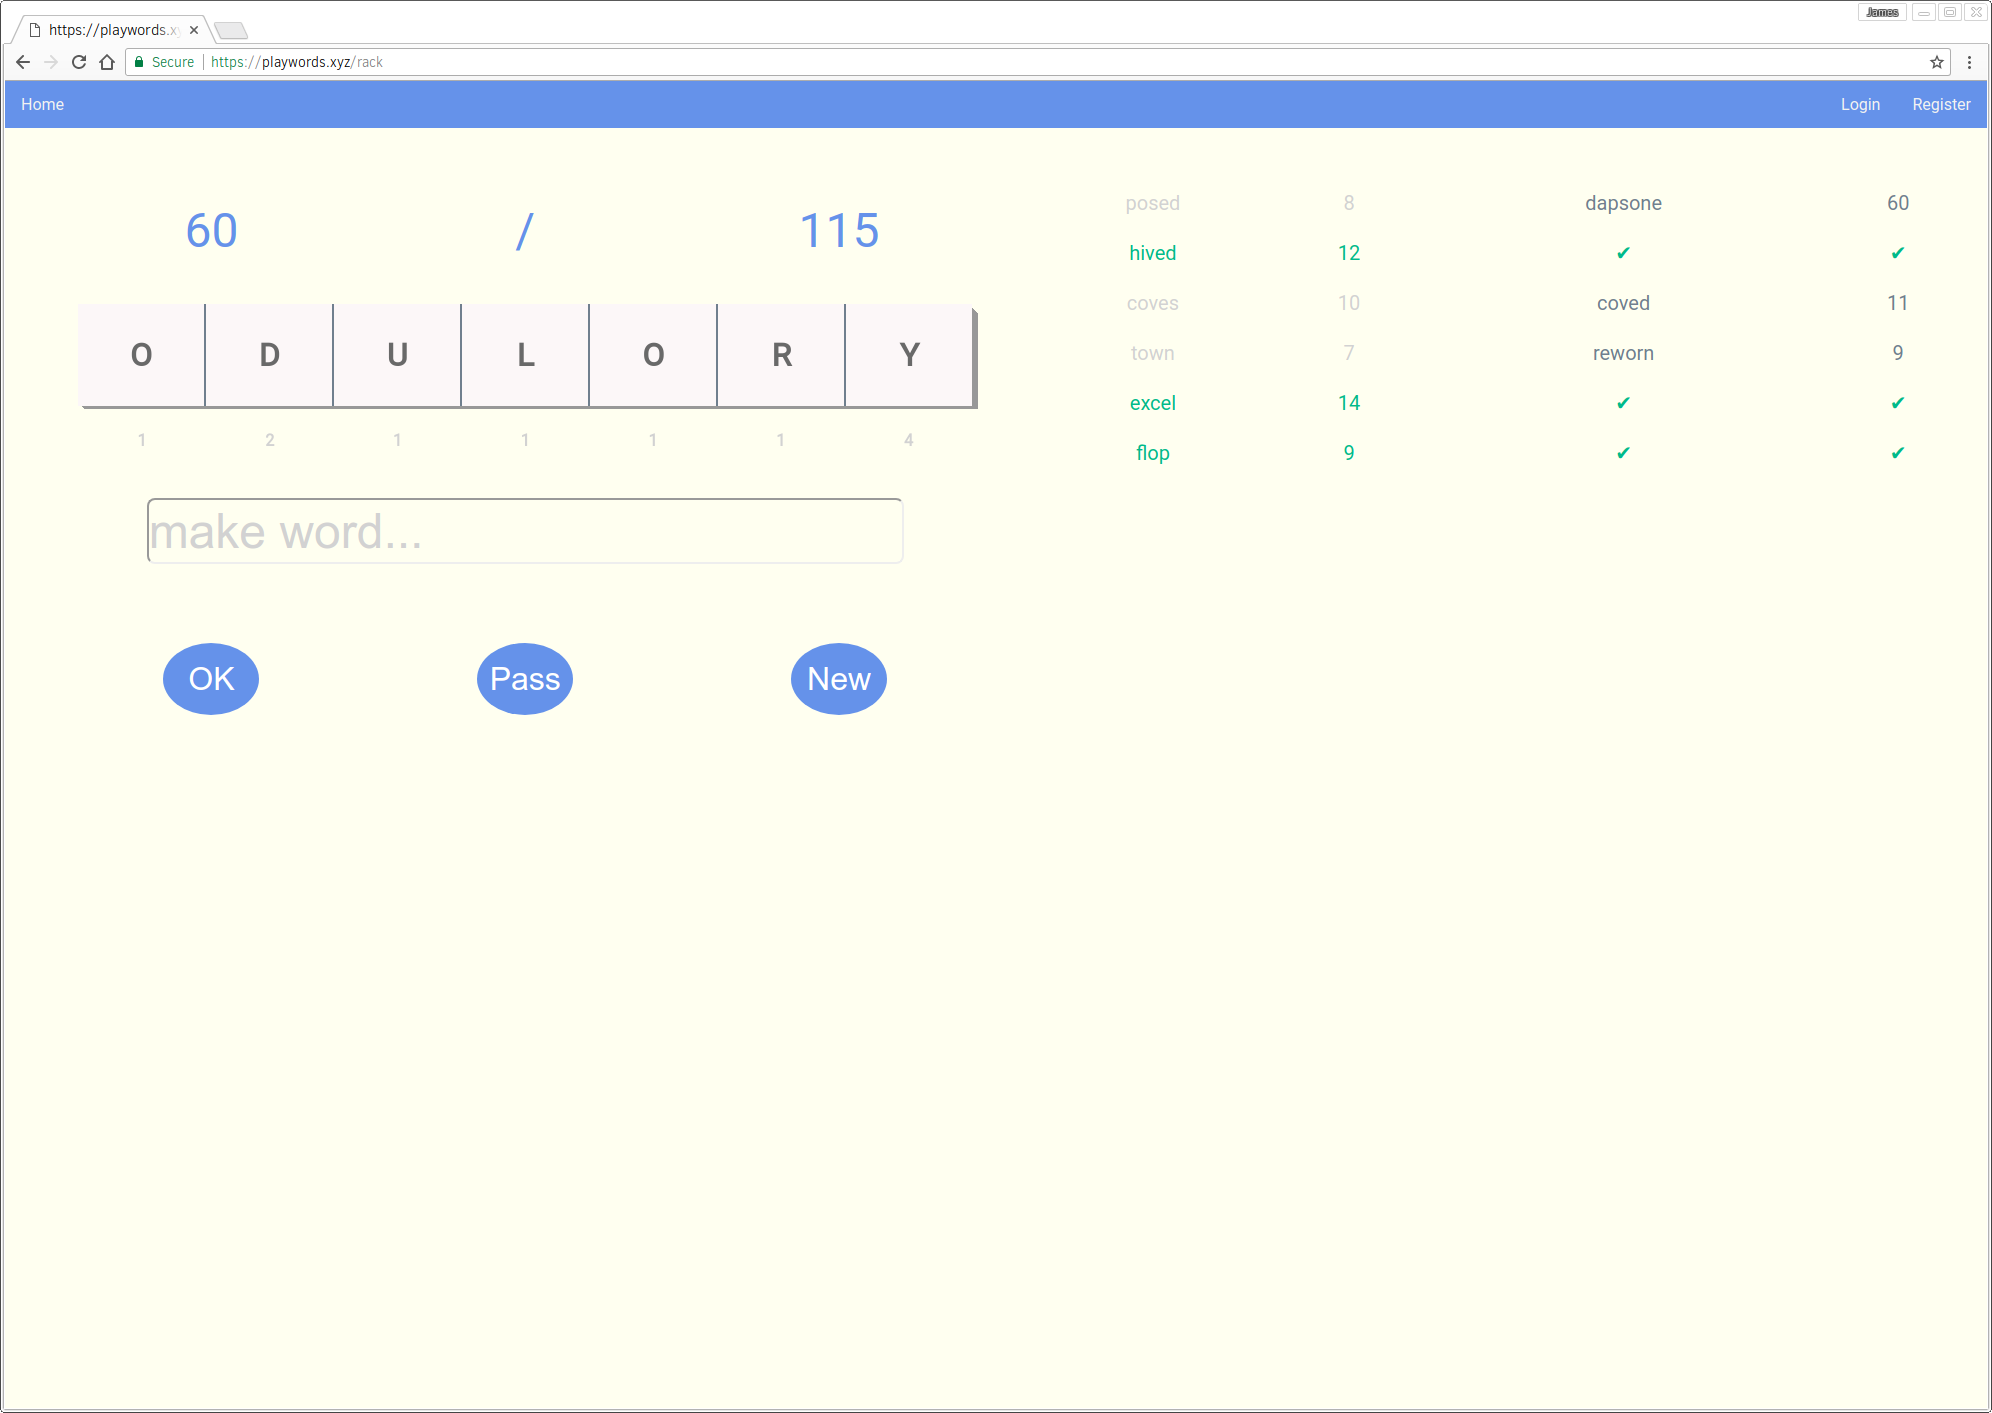 James
https://playwords.xy
Secure https://playwords.xyz/rack
Home Login Register
60 / 115
O D U L O R Y
1 2 1 1 1 1 4
make word...
OK Pass New
posed 8 dapsone 60
hived 12 ✔ ✔
coves 10 coved 11
town 7 reworn 9
excel 14 ✔ ✔
flop 9 ✔ ✔